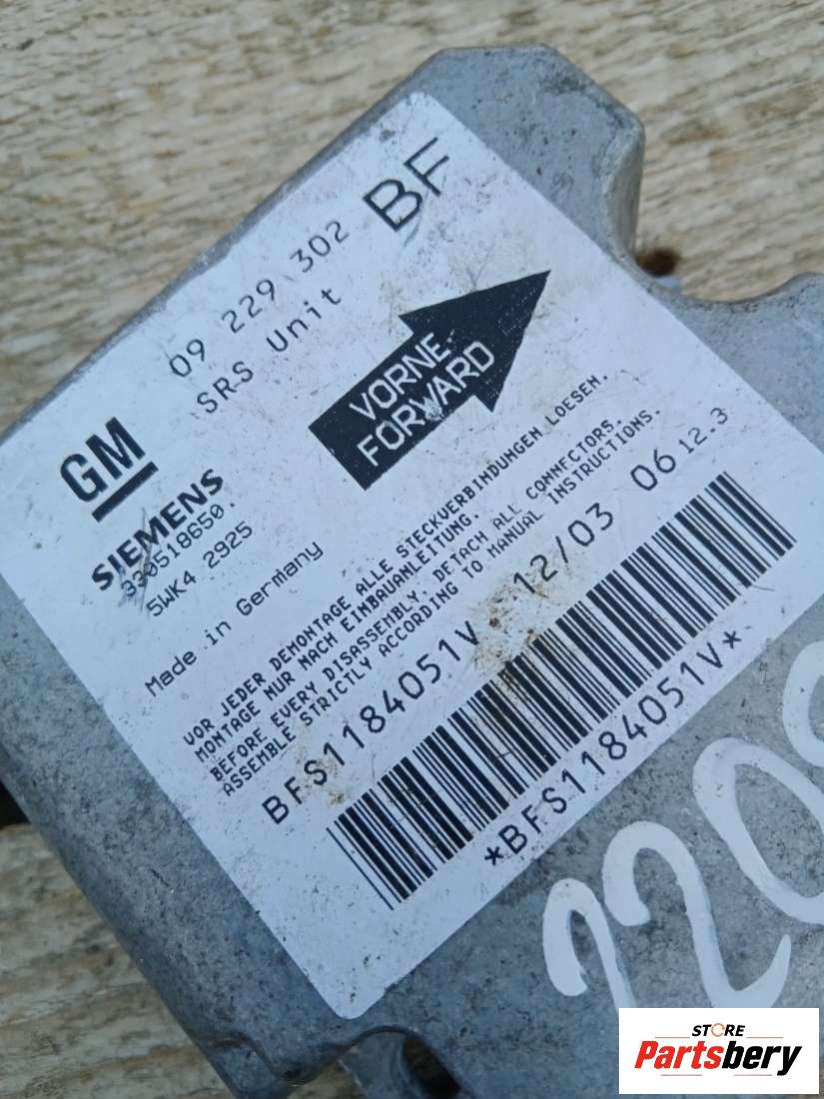 09 229 302 BF
SRS Unit
VORNE
FORWARD
GM
SIEMENS
330518650.
5WK4 2925
Made in Germany
VOR JEDER DEMONTAGE ALLE STECKVERBINDUNGEN LOESEN.
MONTAGE NUR NACH EINBAUANLEITUNG.
BEFORE EVERY DISASSEMBLY, DETACH ALL CONNECTORS.
ASSEMBLE STRICTLY ACCORDING TO MANUAL INSTRUCTIONS.
BFS1184051V 12/03 06 12.3
*BFS1184051V*
STORE
Partsbery